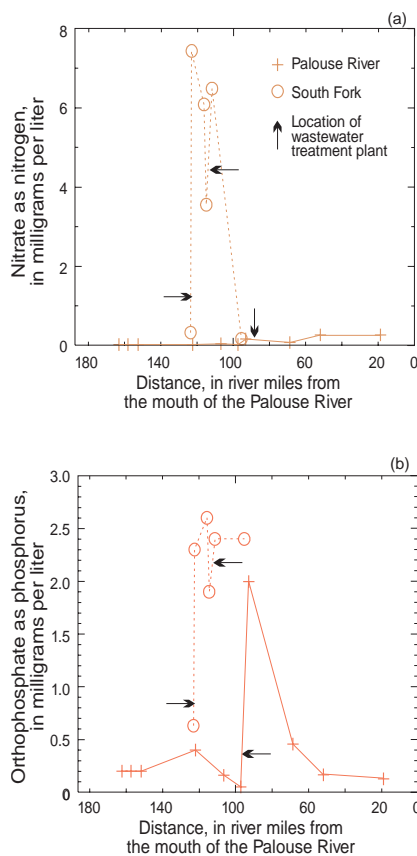 (a)
8
6
4
2
0
Nitrate as nitrogen,
in milligrams per liter
Palouse River
South Fork
Location of
wastewater
treatment plant
180 140 100 60 20 0
Distance, in river miles from
the mouth of the Palouse River
(b)
3.0
2.5
2.0
1.5
1.0
0.5
0
Orthophosphate as phosphorus,
in milligrams per liter
180 140 100 60 20 0
Distance, in river miles from
the mouth of the Palouse River